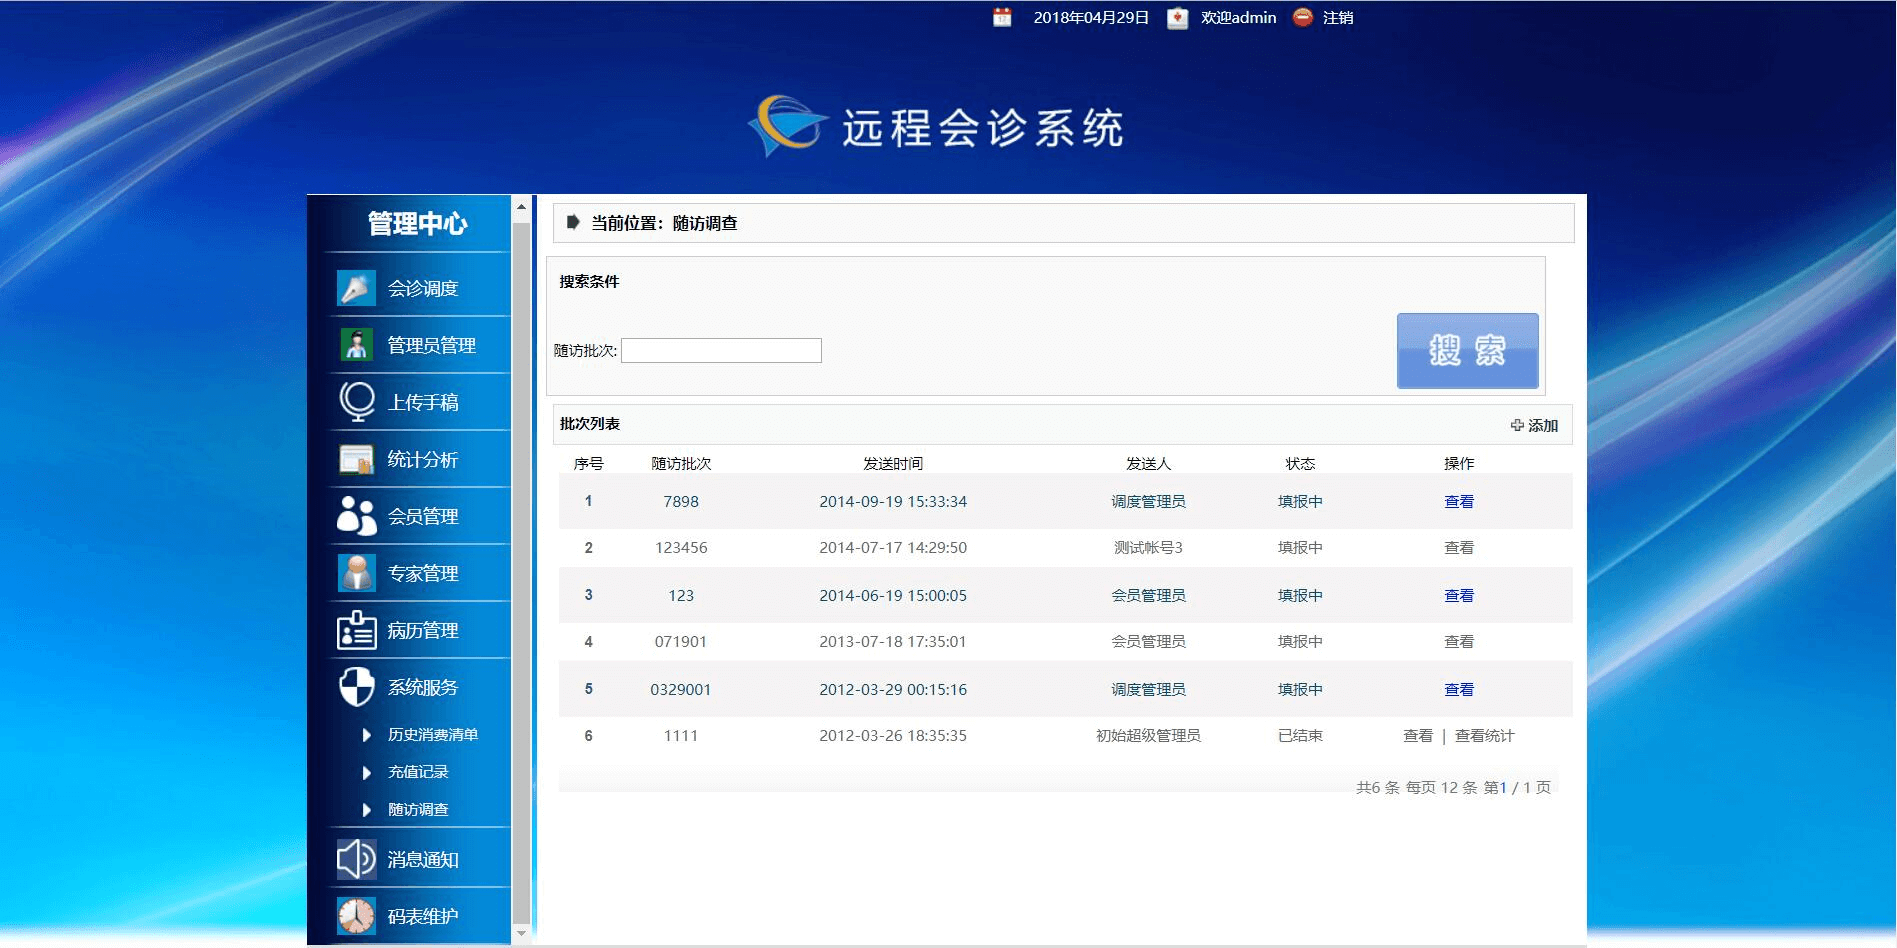 2018年04月29日 欢迎admin 注销
远程会诊系统
管理中心
会诊调度
管理员管理
上传手稿
统计分析
会员管理
专家管理
病历管理
系统服务
历史消费清单
充值记录
随访调查
消息通知
码表维护
当前位置：随访调查
搜索条件
随访批次:
搜 索
批次列表 添加
序号 随访批次 发送时间 发送人 状态 操作
1 7898 2014-09-19 15:33:34 调度管理员 填报中 查看
2 123456 2014-07-17 14:29:50 测试帐号3 填报中 查看
3 123 2014-06-19 15:00:05 会员管理员 填报中 查看
4 071901 2013-07-18 17:35:01 会员管理员 填报中 查看
5 0329001 2012-03-29 00:15:16 调度管理员 填报中 查看
6 1111 2012-03-26 18:35:35 初始超级管理员 已结束 查看 | 查看统计
共6 条 每页 12 条 第1 / 1 页